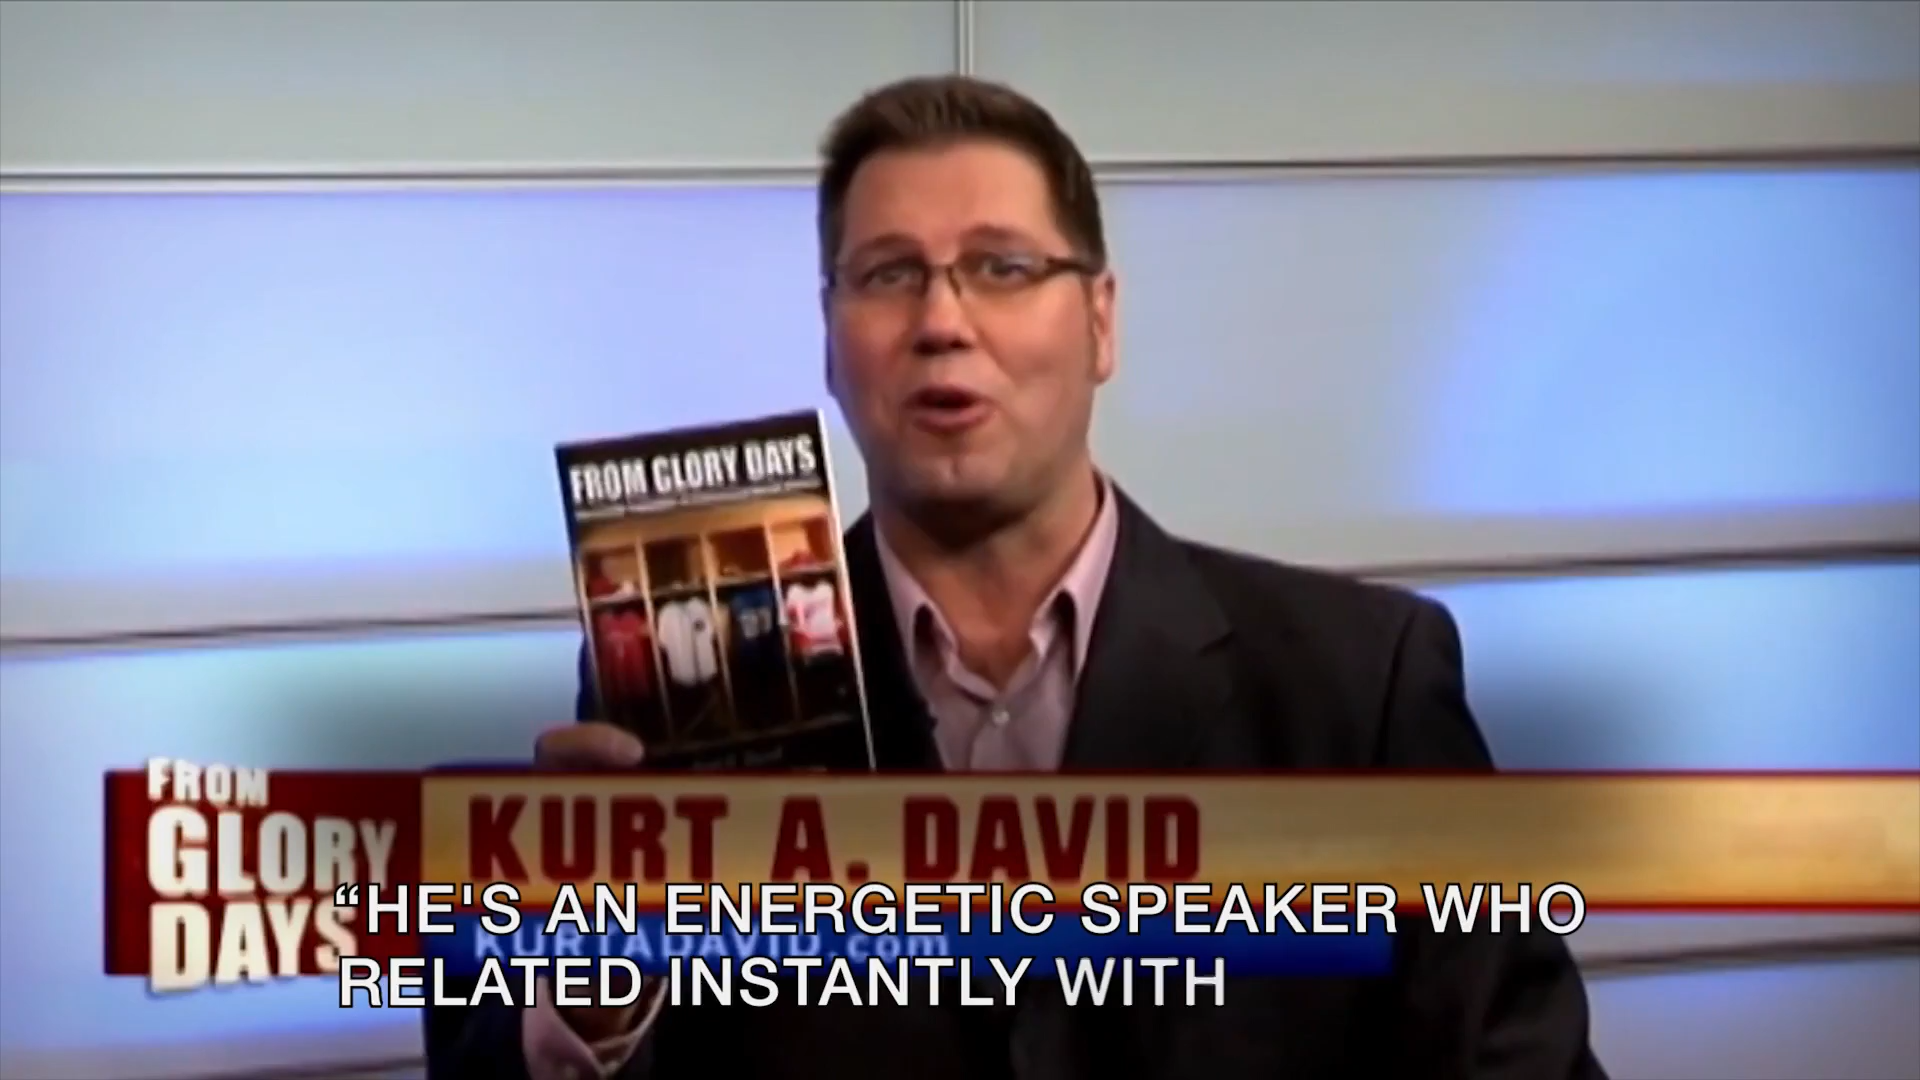 FROM GLORY DAYS
FROM
GLORY
DAYS
KURT A. DAVID
KURTADAVID.com
“HE'S AN ENERGETIC SPEAKER WHO
RELATED INSTANTLY WITH